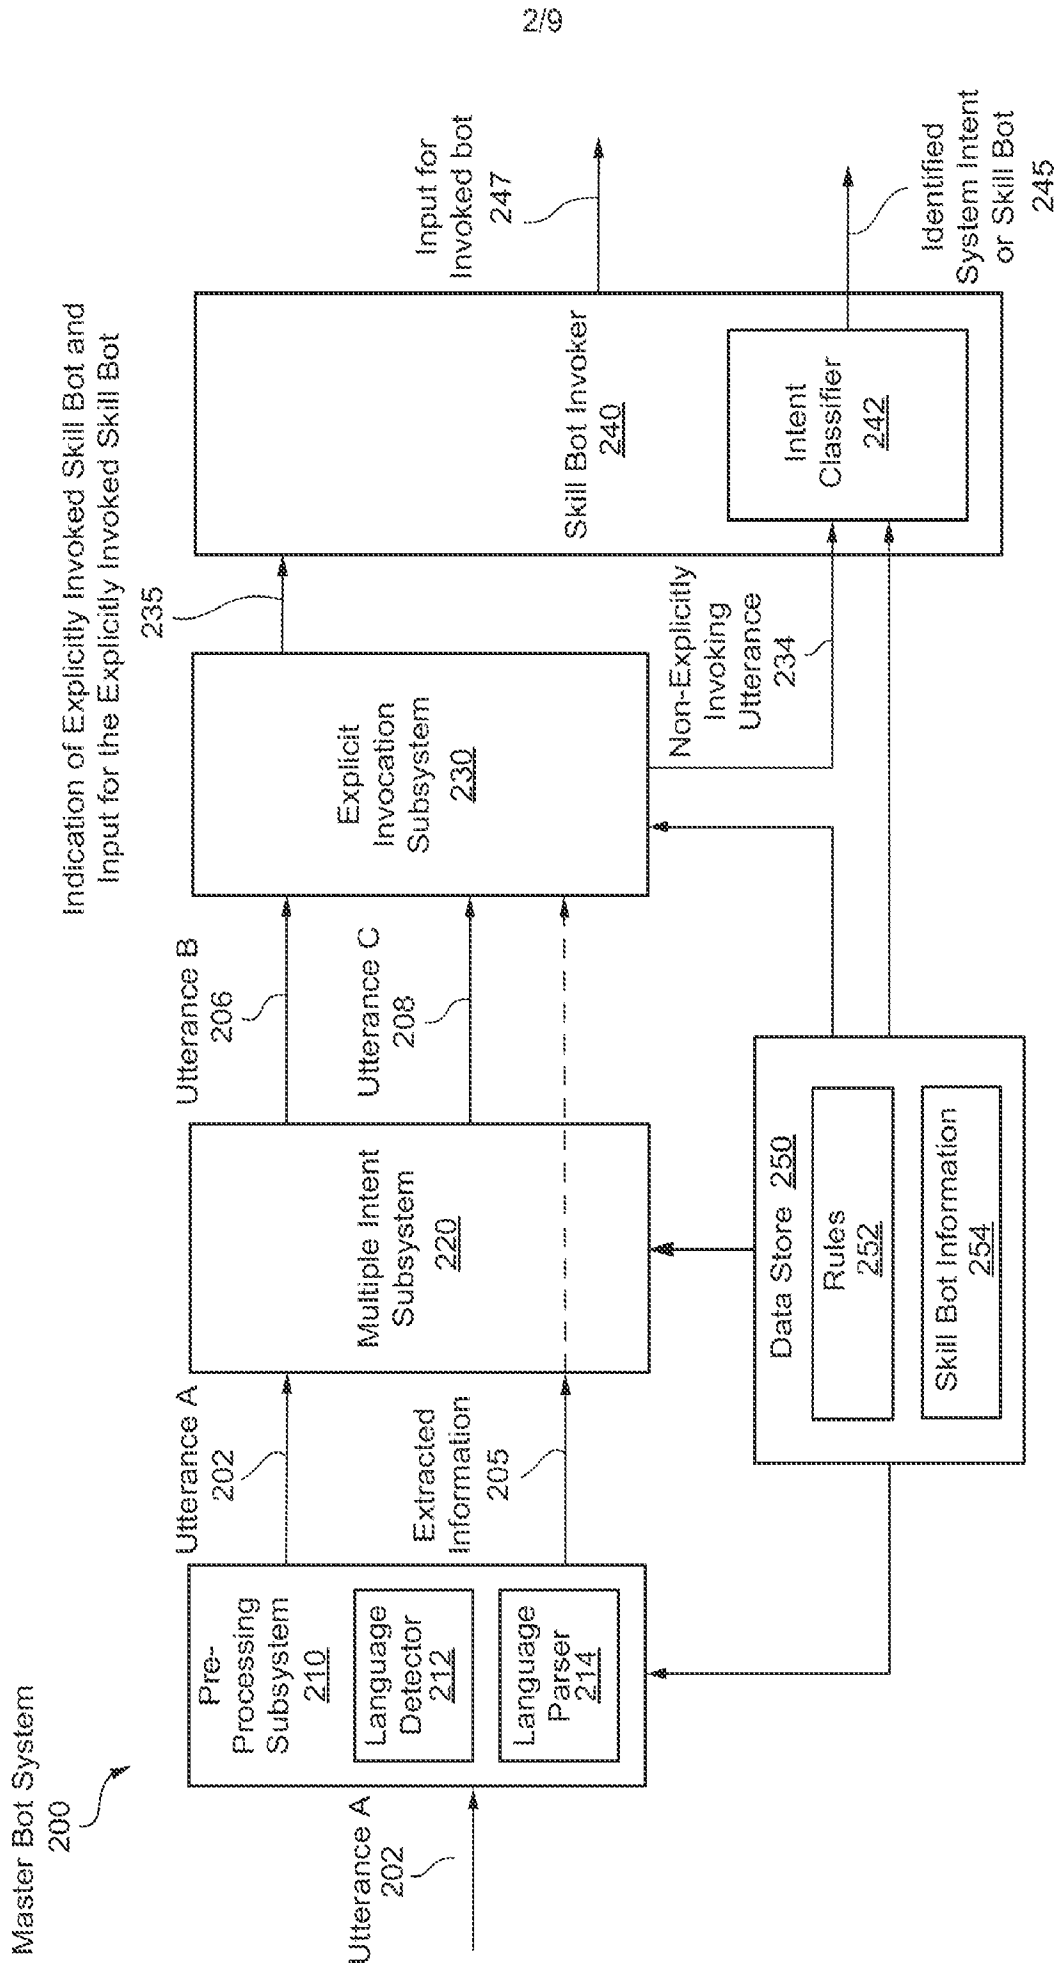 2/9
Master Bot System
200
Utterance A
202
Pre-
Processing
Subsystem
210
Language
Detector
212
Language
Parser
214
Utterance A
202
Extracted
Information
205
Multiple Intent
Subsystem
220
Utterance B
206
Utterance C
208
Explicit
Invocation
Subsystem
230
Indication of Explicitly Invoked Skill Bot and
Input for the Explicitly Invoked Skill Bot
235
Non-Explicitly
Invoking
Utterance
234
Skill Bot Invoker
240
Intent
Classifier
242
Input for
Invoked bot
247
Identified
System Intent
or Skill Bot
245
Data Store 250
Rules
252
Skill Bot Information
254